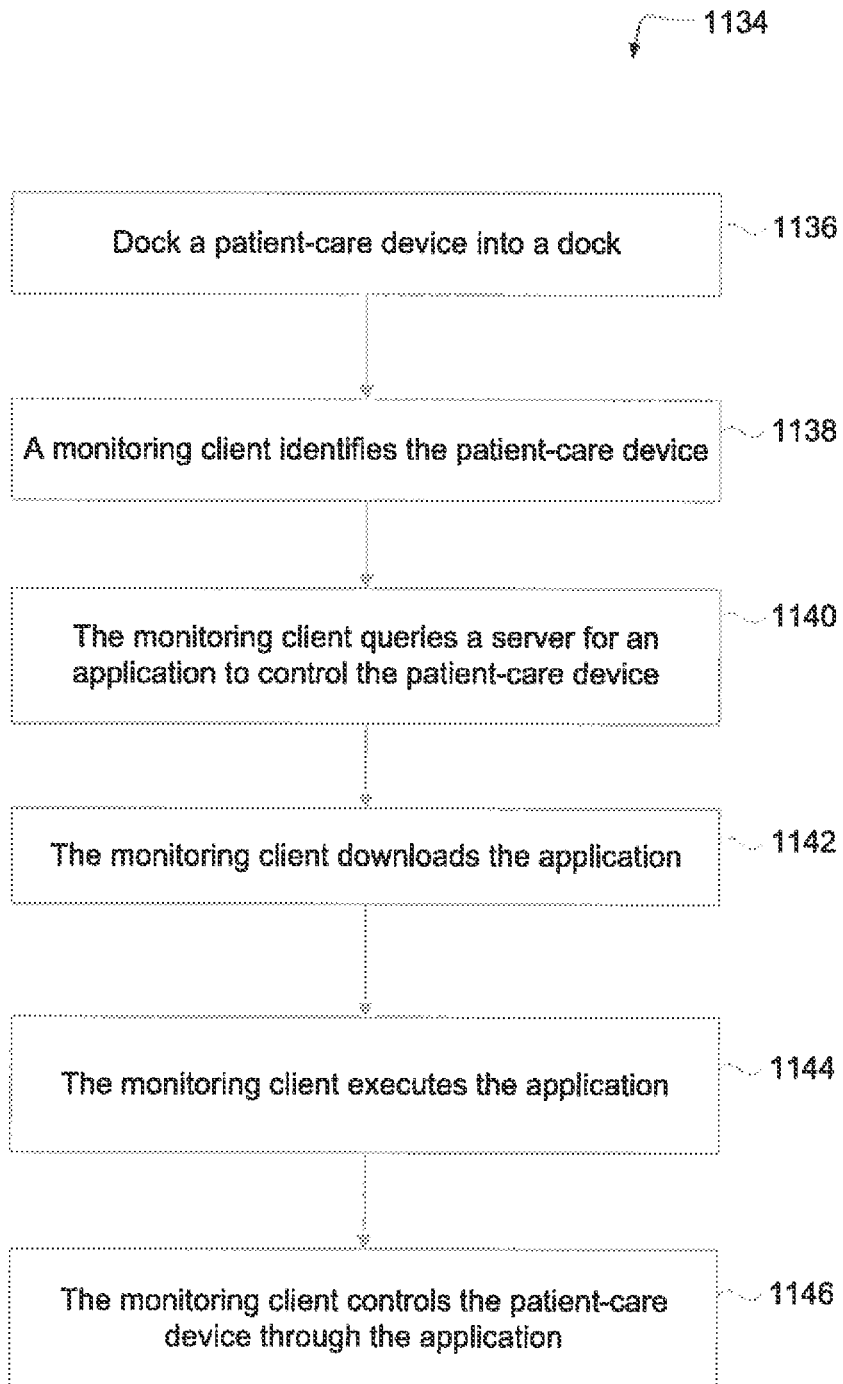 1134
Dock a patient-care device into a dock
1136
A monitoring client identifies the patient-care device
1138
The monitoring client queries a server for an
application to control the patient-care device
1140
The monitoring client downloads the application
1142
The monitoring client executes the application
1144
The monitoring client controls the patient-care
device through the application
1146